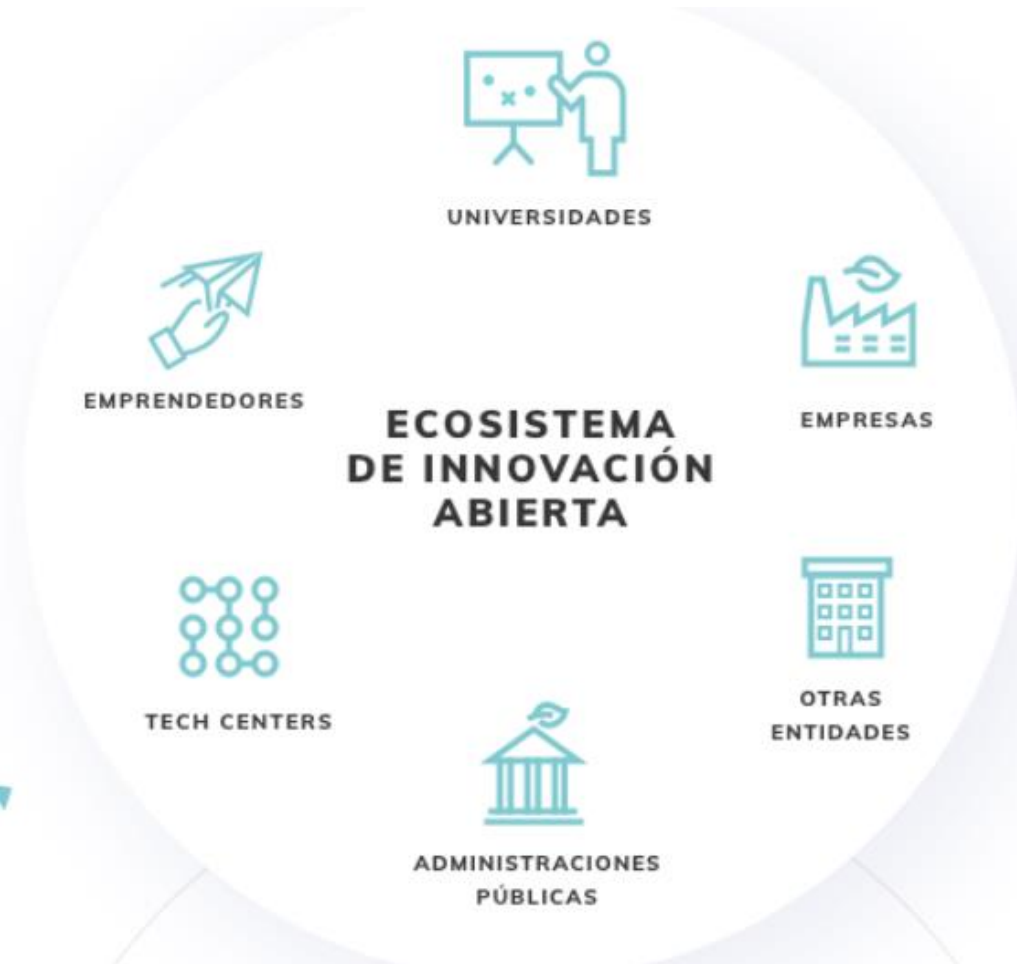 UNIVERSIDADES
EMPRENDEDORES
EMPRESAS
ECOSISTEMA
DE INNOVACIÓN
ABIERTA
TECH CENTERS
OTRAS
ENTIDADES
ADMINISTRACIONES
PÚBLICAS